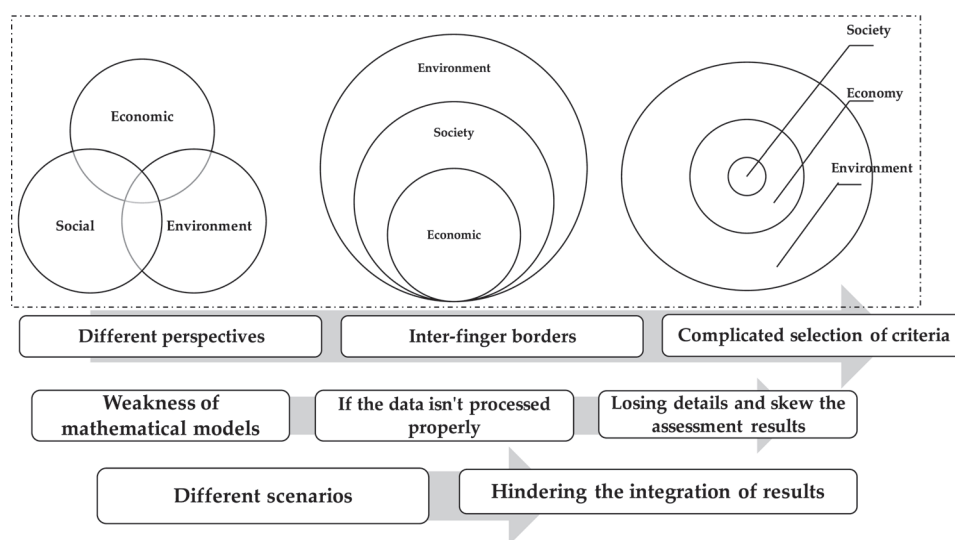 Economic
Social
Environment
Environment
Society
Economic
Society
Economy
Environment
Different perspectives
Inter-finger borders
Complicated selection of criteria
Weakness of
mathematical models
If the data isn't processed
properly
Losing details and skew the
assessment results
Different scenarios
Hindering the integration of results